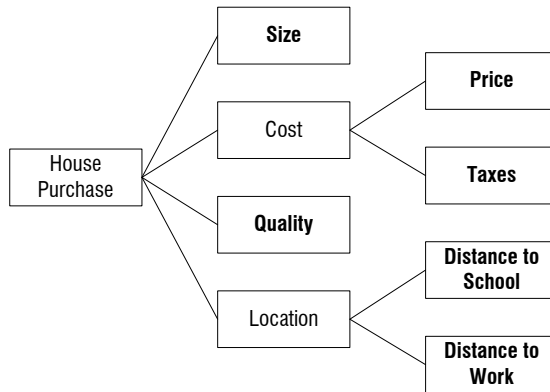 Size
Price
Cost
House
Purchase
Taxes
Quality
Distance to
School
Location
Distance to
Work